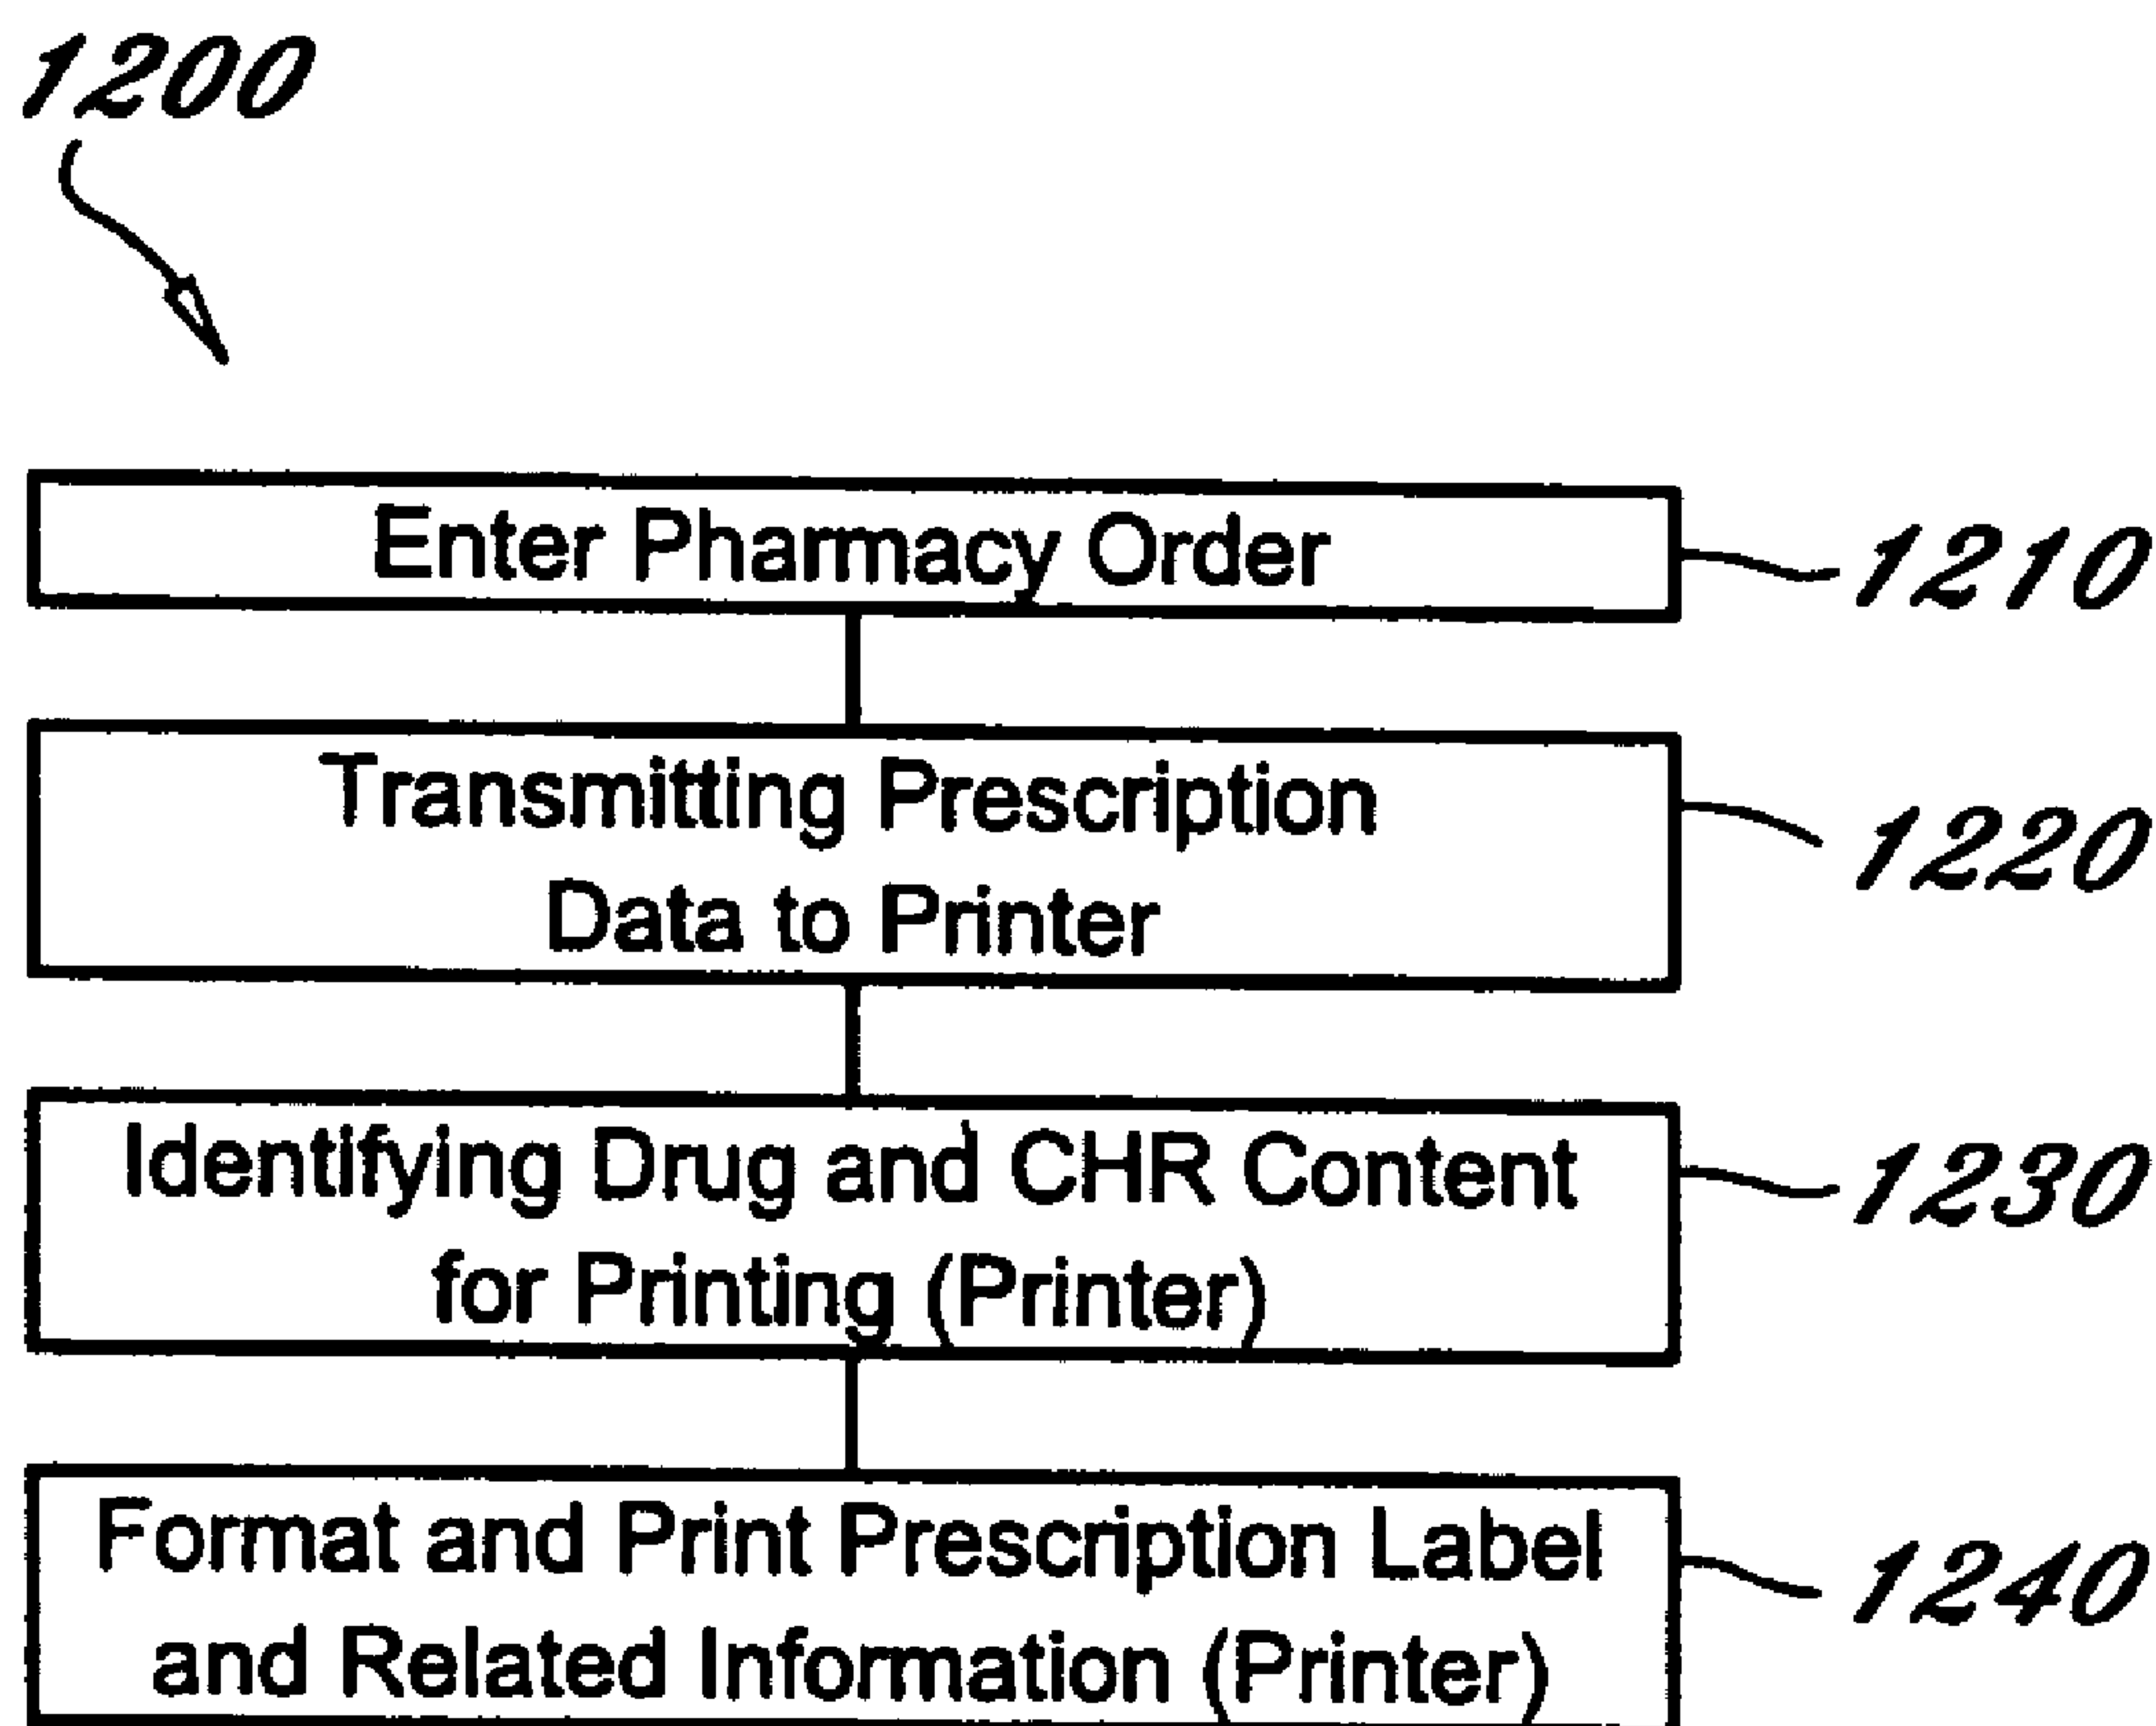 1200
Enter Pharmacy Order
1210
Transmitting Prescription
Data to Printer
1220
Identifying Drug and CHR Content
for Printing (Printer)
1230
Format and Print Prescription Label
and Related Information (Printer)
1240